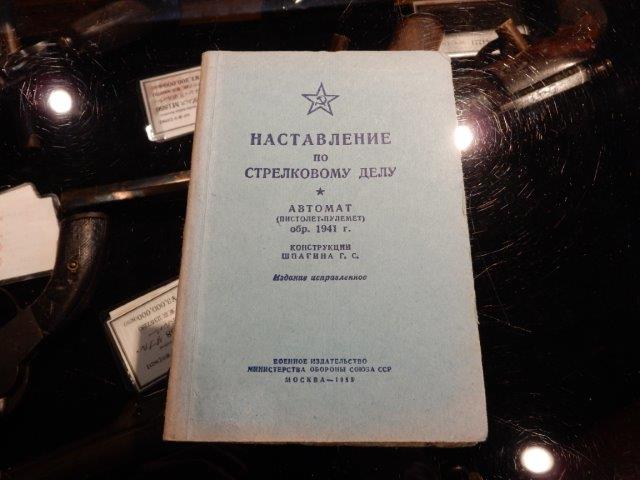 НАСТАВЛЕНИЕ
ПО
СТРЕЛКОВОМУ ДЕЛУ
АВТОМАТ
(ПИСТОЛЕТ-ПУЛЕМЕТ)
обр. 1941 г.
КОНСТРУКЦИИ
ШПАГИНА Г. С.
Издание исправленное
ВОЕННОЕ ИЗДАТЕЛЬСТВО
МИНИСТЕРСТВА ОБОРОНЫ СОЮЗА ССР
МОСКВА—1959